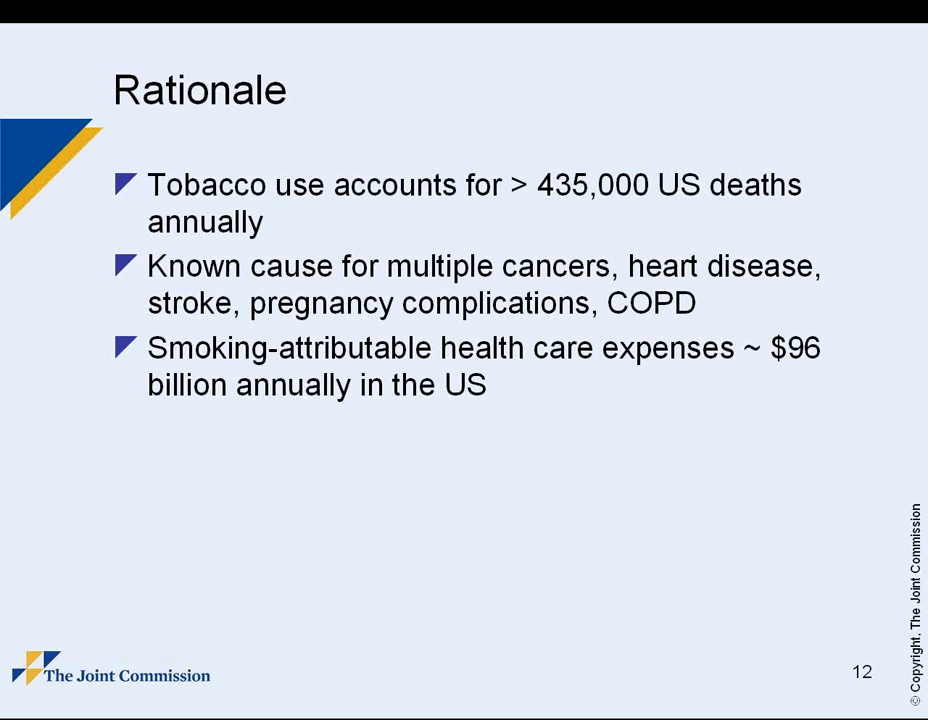 Rationale
Tobacco use accounts for > 435,000 US deaths
annually
Known cause for multiple cancers, heart disease,
stroke, pregnancy complications, COPD
Smoking-attributable health care expenses ~ $96
billion annually in the US
© Copyright, The Joint Commission
The Joint Commission
12